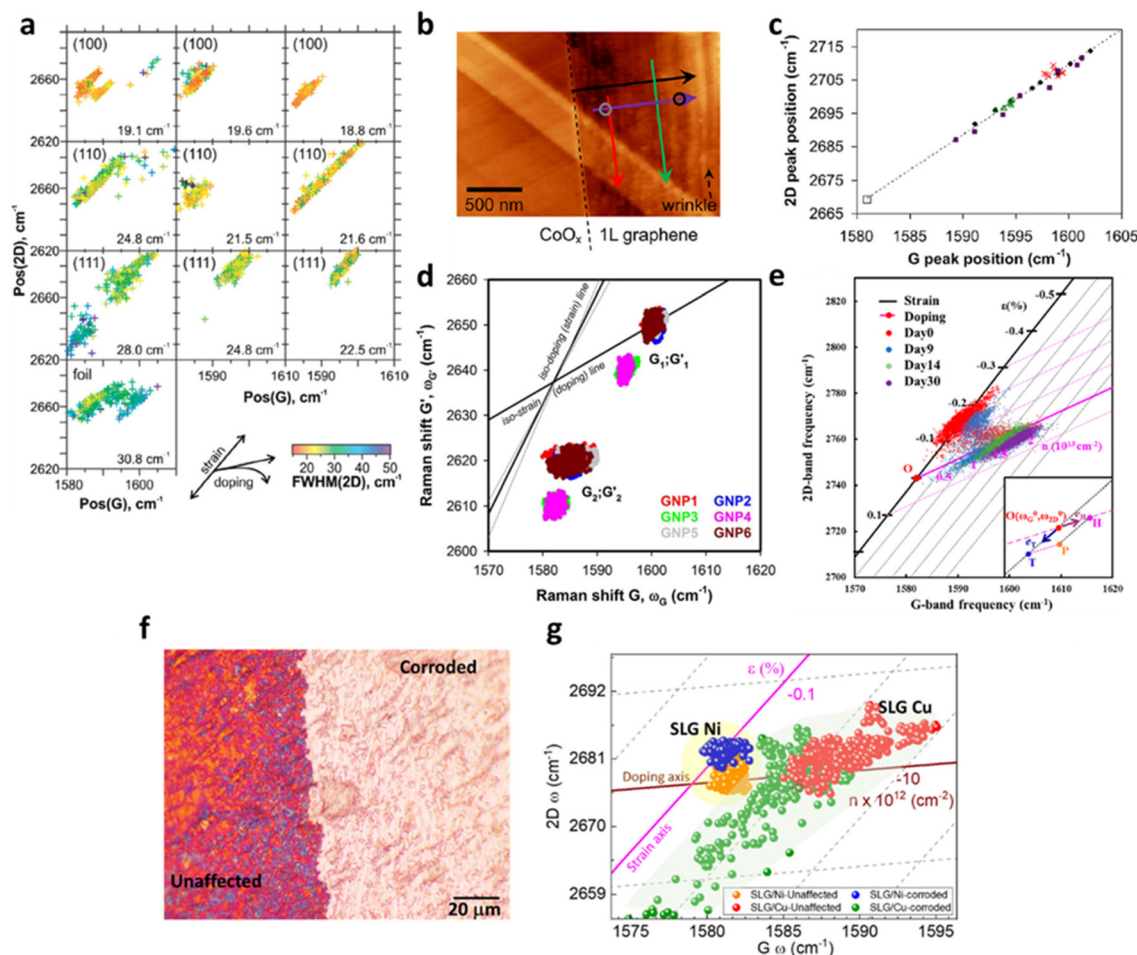 a
(100)
(100)
(100)
2660
19.1 cm⁻¹
19.6 cm⁻¹
18.8 cm⁻¹
2620
(110)
(110)
(110)
2660
24.8 cm⁻¹
21.5 cm⁻¹
21.6 cm⁻¹
2620
(111)
(111)
(111)
2660
28.0 cm⁻¹
24.8 cm⁻¹
22.5 cm⁻¹
2620
foil
1590 1610
2660
Pos(G), cm⁻¹
30.8 cm⁻¹
2620
1580 1600
Pos(G), cm⁻¹
Pos(2D), cm⁻¹
strain
doping
20 30 40 50
FWHM(2D), cm⁻¹
b
500 nm
wrinkle
CoOₓ
1L graphene
c
2D peak position (cm⁻¹)
2715
2705
2695
2685
2675
2665
1580 1585 1590 1595 1600 1605
G peak position (cm⁻¹)
d
Raman shift G', ω_G' (cm⁻¹)
2660
2650
2640
2630
2620
2610
2600
iso-doping (strain) line
iso-strain (doping) line
G₁;G'₁
G₂;G'₂
GNP1 GNP2
GNP3 GNP4
GNP5 GNP6
1570 1580 1590 1600 1610 1620
Raman shift G, ω_G (cm⁻¹)
e
2D-band frequency (cm⁻¹)
2820
2800
2780
2760
2740
2720
2700
Strain
Doping
Day0
Day9
Day14
Day30
ε(%)
-0.5
-0.4
-0.3
-0.2
-0.1
0.1
O
0.5
1
n (10¹³cm⁻²)
O(ω_G⁰,ω_2D⁰)
H
P
T
1570 1580 1590 1600 1610 1620
G-band frequency (cm⁻¹)
f
Corroded
Unaffected
20 μm
g
2D ω (cm⁻¹)
2692
2681
2670
2659
ε (%)
-0.1
SLG Ni
SLG Cu
Doping axis
-10
n x 10¹² (cm⁻²)
Strain axis
SLG/Ni-Unaffected
SLG/Ni-corroded
SLG/Cu-Unaffected
SLG/Cu-corroded
1575 1580 1585 1590 1595
G ω (cm⁻¹)